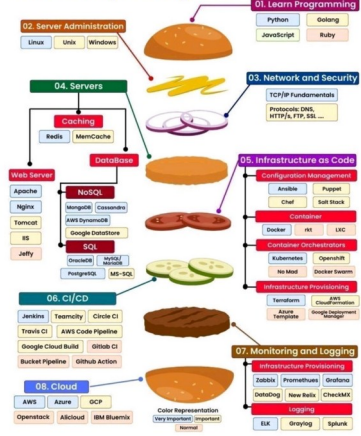 01. Learn Programming
Python
Golang
JavaScript
Ruby
02. Server Administration
Linux
Unix
Windows
03. Network and Security
TCP/IP Fundamentals
Protocols: DNS,
HTTP/s, FTP, SSL ....
04. Servers
Caching
Redis
MemCache
DataBase
Web Server
Apache
Nginx
Tomcat
IIS
Jeffy
NoSQL
MongoDB
Cassandra
AWS DynamoDB
Google DataStore
SQL
OracleDB
MySQL/
MariaDB
PostgreSQL
MS-SQL
05. Infrastructure as Code
Configuration Management
Ansible
Puppet
Chef
Salt Stack
Container
Docker
rkt
LXC
Container Orchestrators
Kubernetes
Openshift
No Mad
Docker Swarm
Infrastructure Provisioning
Terraform
AWS
CloudFormation
Azure
Template
Google Deployment
Manager
06. CI/CD
Jenkins
Teamcity
Circle CI
Travis CI
AWS Code Pipeline
Google Cloud Build
Gitlab CI
Bucket Pipeline
Github Action
07. Monitoring and Logging
Infrastructure Provisioning
Zabbix
Promethues
Grafana
DataDog
New Relix
CheckMX
Logging
ELK
Graylog
Splunk
08. Cloud
AWS
Azure
GCP
Openstack
Alicloud
IBM Bluemix
Color Representation
Very Important
Important
Normal